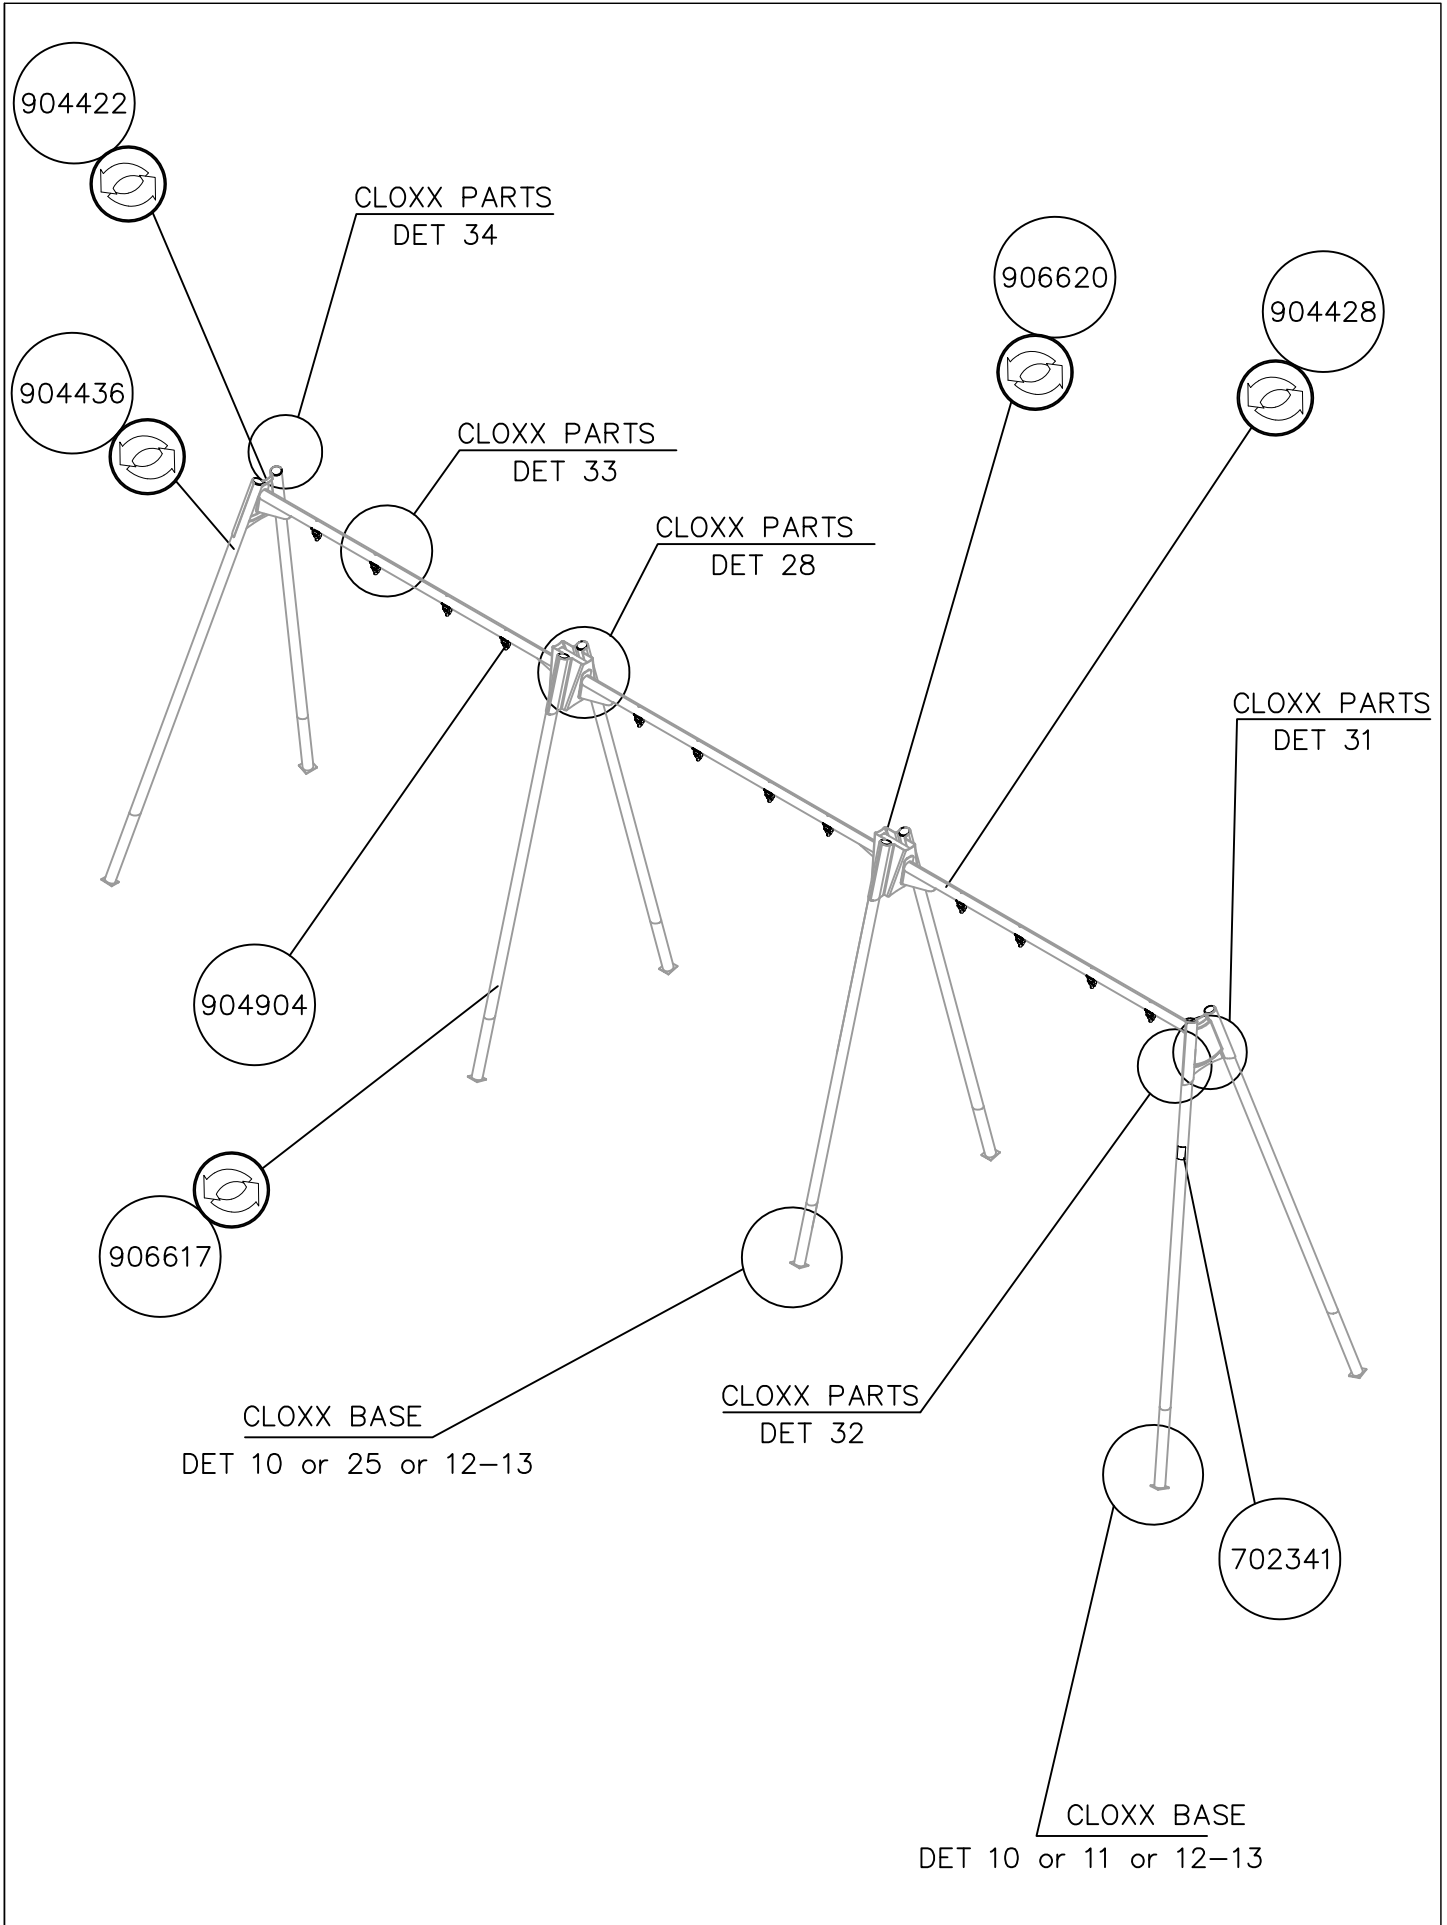 904422
CLOXX PARTS
DET 34
906620
904428
904436
CLOXX PARTS
DET 33
CLOXX PARTS
DET 28
CLOXX PARTS
DET 31
904904
906617
CLOXX BASE
DET 10 or 25 or 12-13
CLOXX PARTS
DET 32
702341
CLOXX BASE
DET 10 or 11 or 12-13